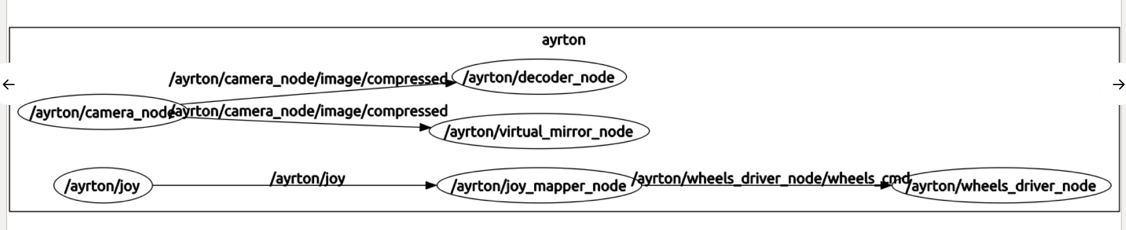 ayrton
/ayrton/camera_node/image/compressed
/ayrton/decoder_node
/ayrton/camera_node
/ayrton/camera_node/image/compressed
/ayrton/virtual_mirror_node
/ayrton/joy
/ayrton/joy
/ayrton/joy_mapper_node
/ayrton/wheels_driver_node/wheels_cmd
/ayrton/wheels_driver_node